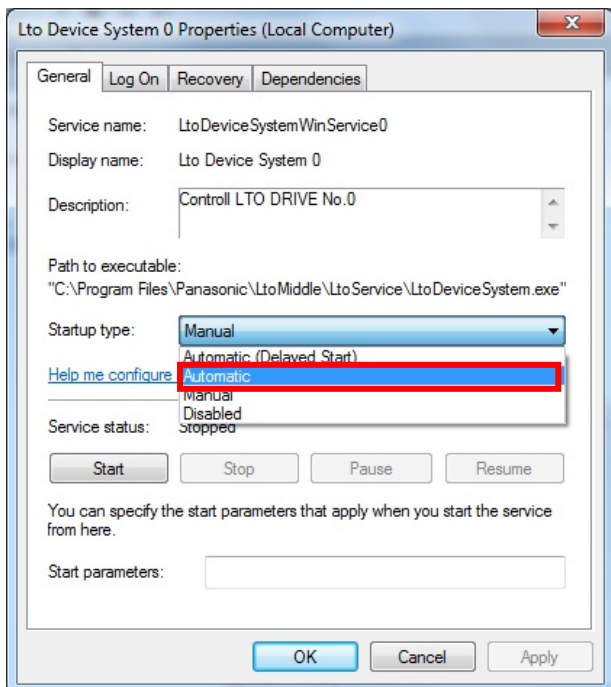 Lto Device System 0 Properties (Local Computer)
General Log On Recovery Dependencies
Service name: LtoDeviceSystemWinService0
Display name: Lto Device System 0
Description: Controll LTO DRIVE No.0
Path to executable:
"C:\Program Files\Panasonic\LtoMiddle\LtoService\LtoDeviceSystem.exe"
Startup type: Manual
Automatic (Delayed Start)
Help me configure Automatic
Manual
Disabled
Service status: Stopped
Start Stop Pause Resume
You can specify the start parameters that apply when you start the service
from here.
Start parameters:
OK Cancel Apply